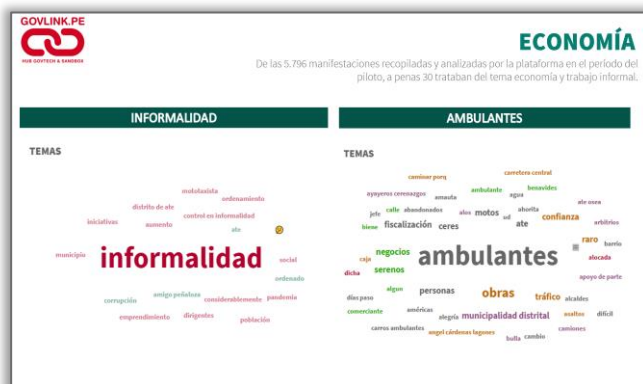 GOVLINK.PE
HUB GOVTECH & SANDBOX
ECONOMÍA
De las 5.796 manifestaciones recopiladas y analizadas por la plataforma en el período del
piloto, a penas 30 trataban del tema economía y trabajo informal.
INFORMALIDAD
TEMAS
mototaxista
ordenamiento
distrito de ate
control en informalidad
iniciativas
aumento
ate
municipio
informalidad
social
ordenado
corrupción
amigo peñaloza
considerablemente
pandemia
emprendimiento
dirigentes
población
AMBULANTES
TEMAS
caminar porq
carretera central
ayayeros cerenazgos
amauta
ambulante
agua
benavides
ate osea
jefe
calle
abandonados
alos
motos
ud
ahorita
confianza
arbitrios
biene
fiscalización
ceres
ate
raro
barrio
negocios
ambulantes
alocada
caja
dicha
serenos
apoyo de parte
algun
personas
obras
tráfico
alcaldes
días paso
comerciante
américas
alegría
municipalidad distrital
asaltos
difícil
carros ambulantes
angel cárdenas lagones
bulla
cambio
camiones